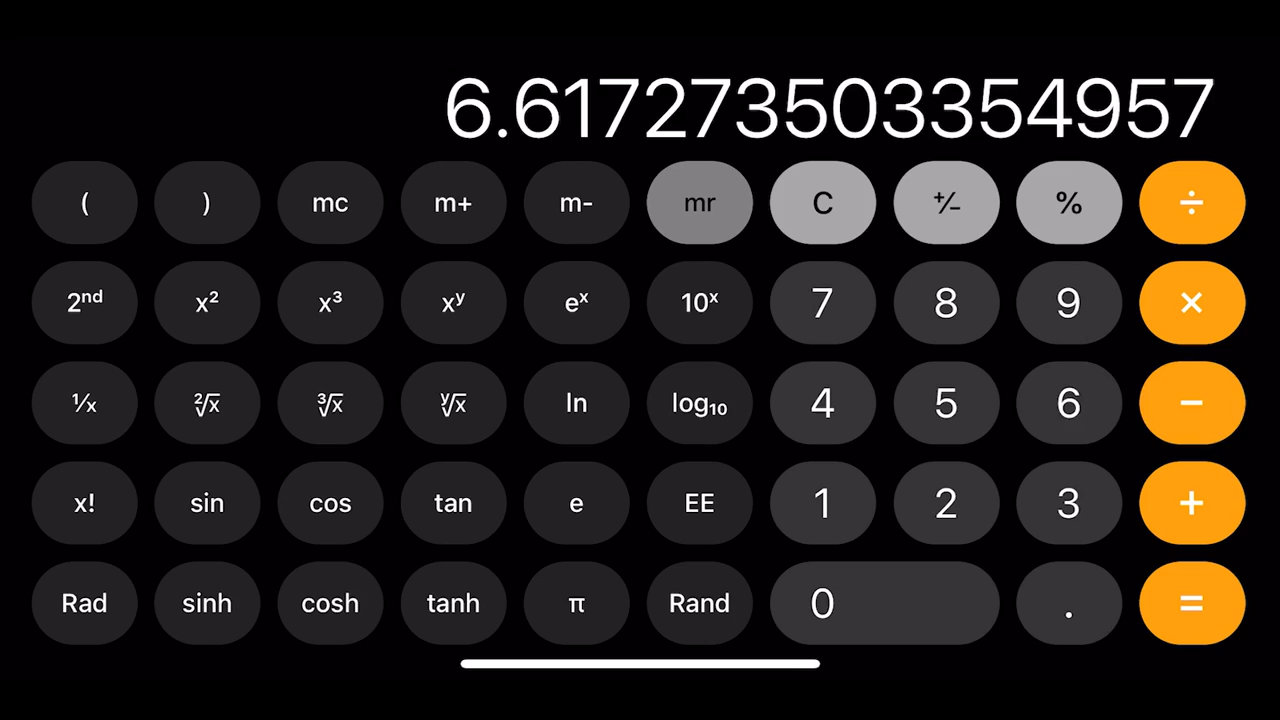 6.617273503354957
( ) mc m+ m- mr C ⁺⁄₋ % ÷
2ⁿᵈ x² x³ xʸ eˣ 10ˣ 7 8 9 ×
¹⁄ₓ ²√x ³√x ʸ√x ln log₁₀ 4 5 6 −
x! sin cos tan e EE 1 2 3 +
Rad sinh cosh tanh π Rand 0 . =